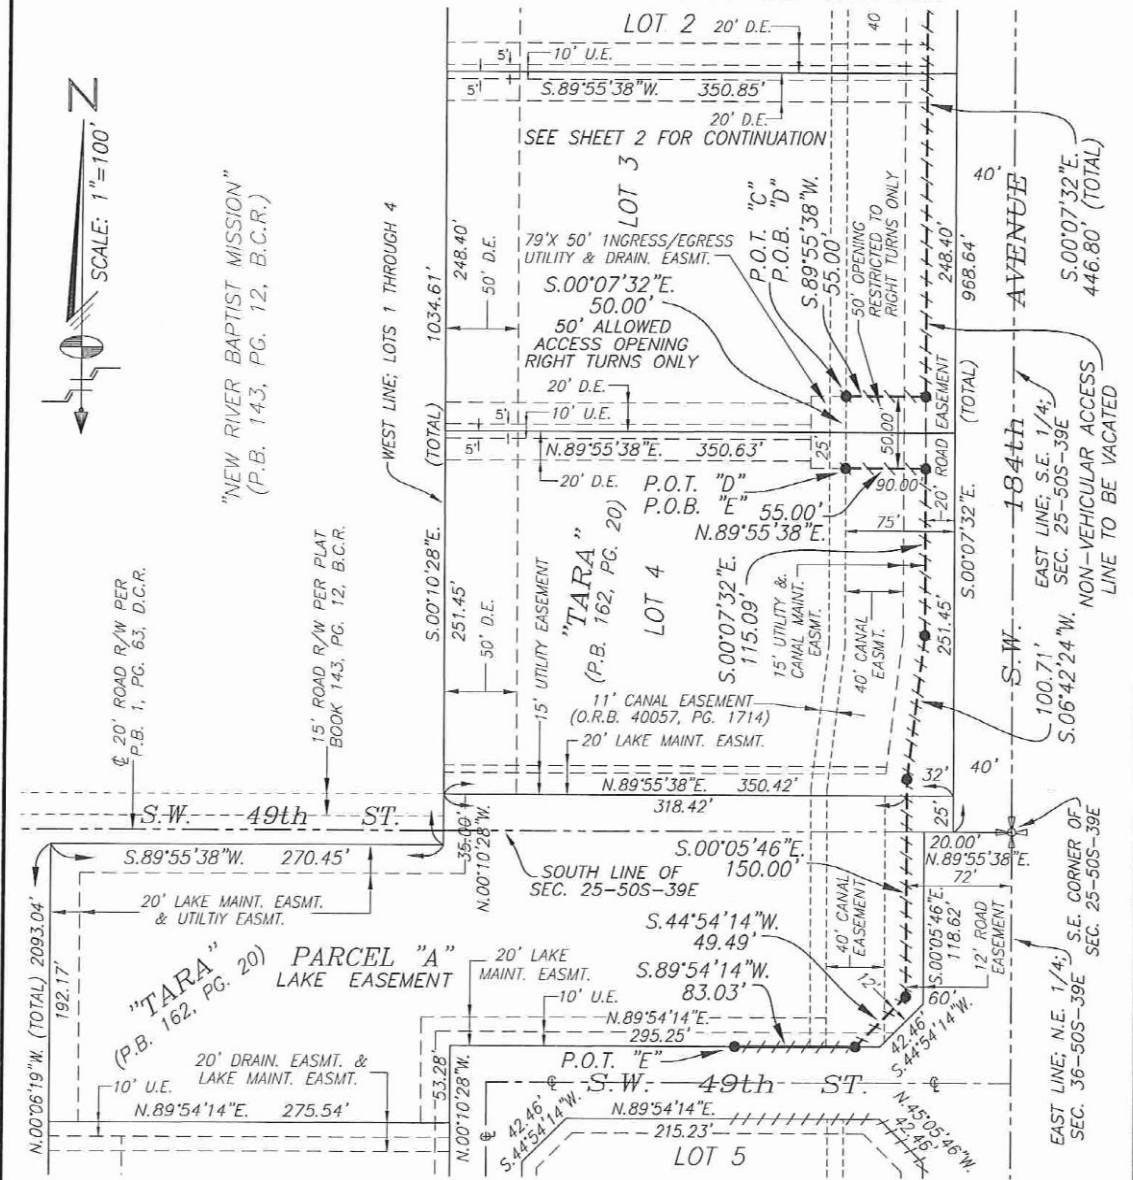 LOT 2
20' D.E.
40
5'
10' U.E.
5'
S.89°55'38"W. 350.85'
20' D.E.
SEE SHEET 2 FOR CONTINUATION
N
SCALE: 1"=100'
"NEW RIVER BAPTIST MISSION"
(P.B. 143, PG. 12, B.C.R.)
WEST LINE; LOTS 1 THROUGH 4
1034.61'
(TOTAL)
248.40'
50' D.E.
LOT 3
79'X 50' INGRESS/EGRESS
UTILITY & DRAIN. EASMT.
S.00°07'32"E.
50.00'
50' ALLOWED
ACCESS OPENING
RIGHT TURNS ONLY
P.O.T. "C"
P.O.B. "D"
S.89°55'38"W.
55.00'
50' OPENING
RESTRICTED TO
RIGHT TURNS ONLY
248.40'
968.64'
(TOTAL)
40'
S.W. 184th AVENUE
S.00°07'32"E.
446.80' (TOTAL)
20' D.E.
5'
10' U.E.
5'
N.89°55'38"E. 350.63'
20' D.E.
25'
50.00'
90.00'
20' ROAD EASEMENT
P.O.T. "D"
P.O.B. "E"
55.00'
N.89°55'38"E.
75'
S.00°07'32"E.
EAST LINE; S.E. 1/4;
SEC. 25-50S-39E
NON-VEHICULAR ACCESS
LINE TO BE VACATED
℄ 20' ROAD R/W PER
P.B. 1, PG. 63, D.C.R.
15' ROAD R/W PER PLAT
BOOK 143, PG. 12, B.C.R.
S.00°10'28"E.
251.45'
50' D.E.
15' UTILITY EASEMENT
"TARA"
(P.B. 162, PG. 20)
LOT 4
S.00°07'32"E.
115.09'
15' UTILITY &
CANAL MAINT.
EASMT.
40' CANAL
EASMT.
251.45'
100.71'
S.06°42'24"W.
11' CANAL EASEMENT
(O.R.B. 40057, PG. 1714)
20' LAKE MAINT. EASMT.
N.89°55'38"E. 350.42'
318.42'
32'
40'
25'
S.W. 49th ST.
S.89°55'38"W. 270.45'
35.00'
N.00°10'28"W.
SOUTH LINE OF
SEC. 25-50S-39E
S.00°05'46"E.
150.00'
20.00'
N.89°55'38"E.
72'
S.E. CORNER OF
SEC. 25-50S-39E
N.00°06'19"W. (TOTAL) 2093.04'
192.17'
20' LAKE MAINT. EASMT.
& UTILTIY EASMT.
"TARA"
(P.B. 162, PG. 20)
PARCEL "A"
LAKE EASEMENT
20' LAKE
MAINT. EASMT.
10' U.E.
S.44°54'14"W.
49.49'
S.89°54'14"W.
83.03'
40' CANAL
EASEMENT
12'
S.00°05'46"E.
118.62'
12' ROAD
EASEMENT
60'
42.46'
S.44°54'14"W.
EAST LINE; N.E. 1/4;
SEC. 36-50S-39E
N.89°54'14"E.
295.25'
P.O.T. "E"
20' DRAIN. EASMT. &
LAKE MAINT. EASMT.
10' U.E.
N.89°54'14"E. 275.54'
53.28'
N.00°10'28"W.
℄
℄ S.W. 49th ST. ℄
42.46'
S.44°54'14"W.
N.89°54'14"E.
215.23'
N.45°05'46"W.
42.46'
LOT 5